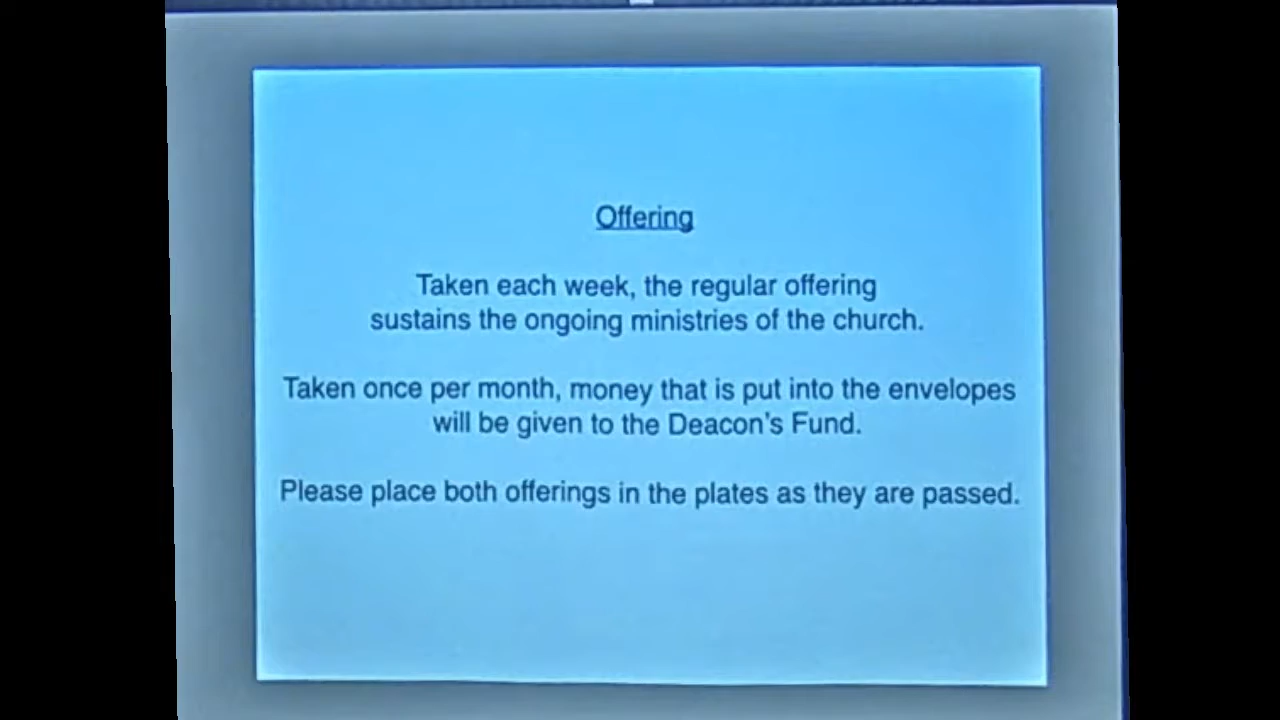 Offering
Taken each week, the regular offering
sustains the ongoing ministries of the church.
Taken once per month, money that is put into the envelopes
will be given to the Deacon's Fund.
Please place both offerings in the plates as they are passed.